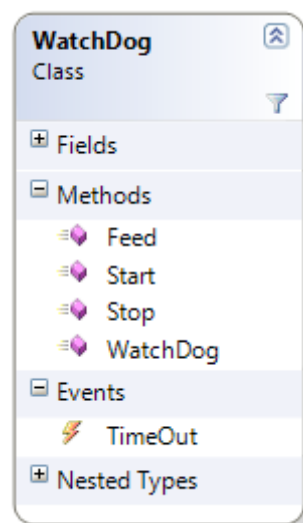 WatchDog
Class
Fields
Methods
Feed
Start
Stop
WatchDog
Events
TimeOut
Nested Types